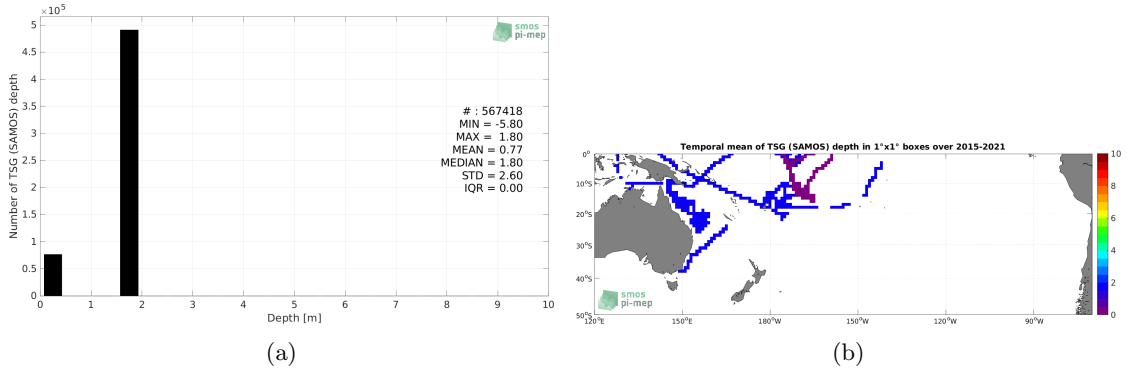 ×10⁵
5
4.5
4
3.5
3
2.5
2
1.5
1
0.5
0
Number of TSG (SAMOS) depth
smos
pi-mep
# : 567418
MIN = -5.80
MAX = 1.80
MEAN = 0.77
MEDIAN = 1.80
STD = 2.60
IQR = 0.00
0 1 2 3 4 5 6 7 8 9 10
Depth [m]
(a)
Temporal mean of TSG (SAMOS) depth in 1°x1° boxes over 2015-2021
0°
10°S
20°S
30°S
40°S
50°S
smos
pi-mep
120°E 150°E 180°W 150°W 120°W 90°W
10
8
6
4
2
0
(b)